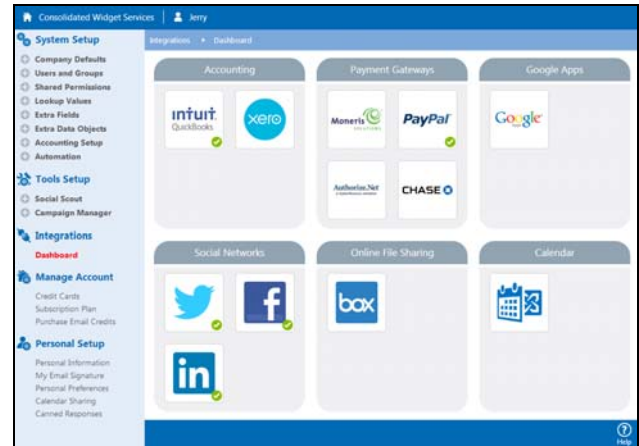 Consolidated Widget Services | Jerry
System Setup
Company Defaults
Users and Groups
Shared Permissions
Lookup Values
Extra Fields
Extra Data Objects
Accounting Setup
Automation
Tools Setup
Social Scout
Campaign Manager
Integrations
Dashboard
Manage Account
Credit Cards
Subscription Plan
Purchase Email Credits
Personal Setup
Personal Information
My Email Signature
Personal Preferences
Calendar Sharing
Canned Responses
Integrations Dashboard
Accounting
intuit
QuickBooks
xero
Payment Gateways
Moneris
SOLUTIONS
PayPal
Authorize.Net
CHASE
Google Apps
Google
Social Networks
f
in
Online File Sharing
box
Calendar
Help